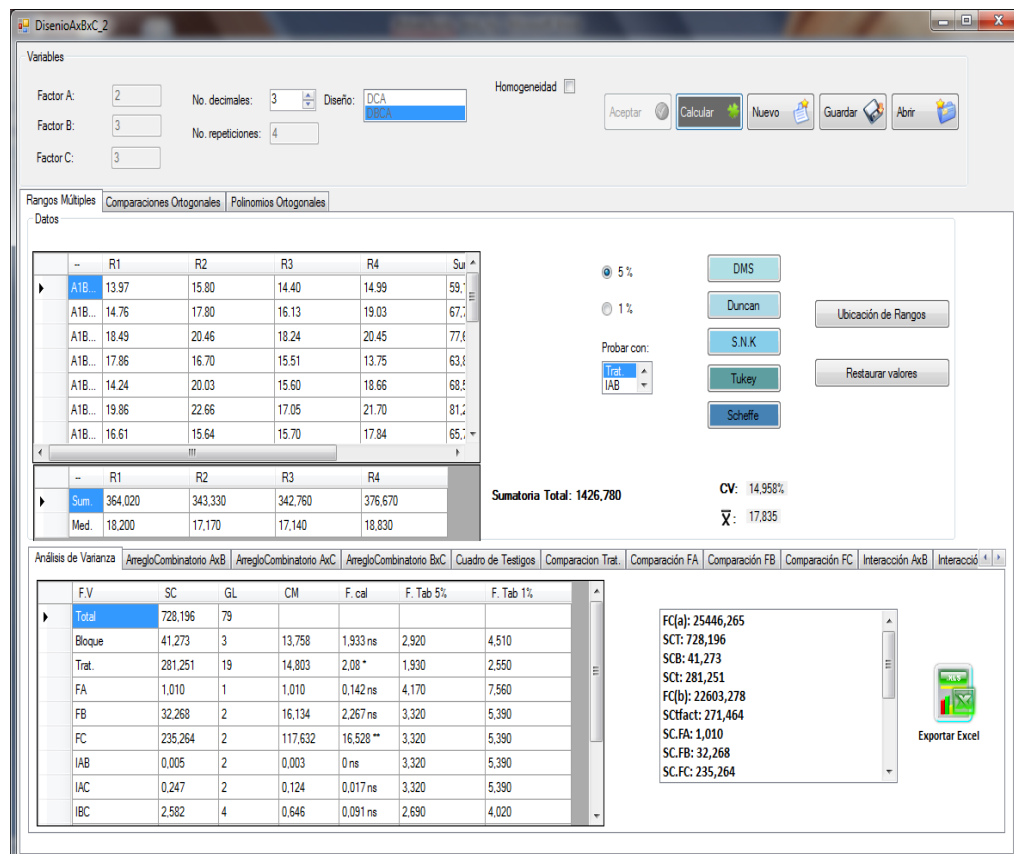 DisenioAxBxC_2
Variables
Factor A: 2
Factor B: 3
Factor C: 3
No. decimales: 3
No. repeticiones: 4
Diseño: DCA
DBCA
Homogeneidad
Aceptar Calcular Nuevo Guardar Abrir
Rangos Múltiples Comparaciones Ortogonales Polinomios Ortogonales
Datos
-- R1 R2 R3 R4
A1B... 13.97 15.80 14.40 14.99
A1B... 14.76 17.80 16.13 19.03
A1B... 18.49 20.46 18.24 20.45
A1B... 17.86 16.70 15.51 13.75
A1B... 14.24 20.03 15.60 18.66
A1B... 19.86 22.66 17.05 21.70
A1B... 16.61 15.64 15.70 17.84
-- R1 R2 R3 R4
Sum. 364,020 343,330 342,760 376,670
Med. 18,200 17,170 17,140 18,830
5 %
1 %
Probar con:
Trat.
IAB
DMS
Duncan
S.N.K
Tukey
Scheffe
Ubicación de Rangos
Restaurar valores
Sumatoria Total: 1426,780
CV: 14,958%
X̅ : 17,835
Análisis de Varianza ArregloCombinatorio AxB ArregloCombinatorio AxC ArregloCombinatorio BxC Cuadro de Testigos Comparacion Trat. Comparación FA Comparación FB Comparación FC Interacción AxB Interacció
F.V SC GL CM F. cal F. Tab 5% F. Tab 1%
Total 728,196 79
Bloque 41,273 3 13,758 1,933 ns 2,920 4,510
Trat. 281,251 19 14,803 2,08 * 1,930 2,550
FA 1,010 1 1,010 0,142 ns 4,170 7,560
FB 32,268 2 16,134 2,267 ns 3,320 5,390
FC 235,264 2 117,632 16,528 ** 3,320 5,390
IAB 0,005 2 0,003 0 ns 3,320 5,390
IAC 0,247 2 0,124 0,017 ns 3,320 5,390
IBC 2,582 4 0,646 0,091 ns 2,690 4,020
FC(a): 25446,265
SCT: 728,196
SCB: 41,273
SCt: 281,251
FC(b): 22603,278
SCtfact: 271,464
SC.FA: 1,010
SC.FB: 32,268
SC.FC: 235,264
XLS
Exportar Excel